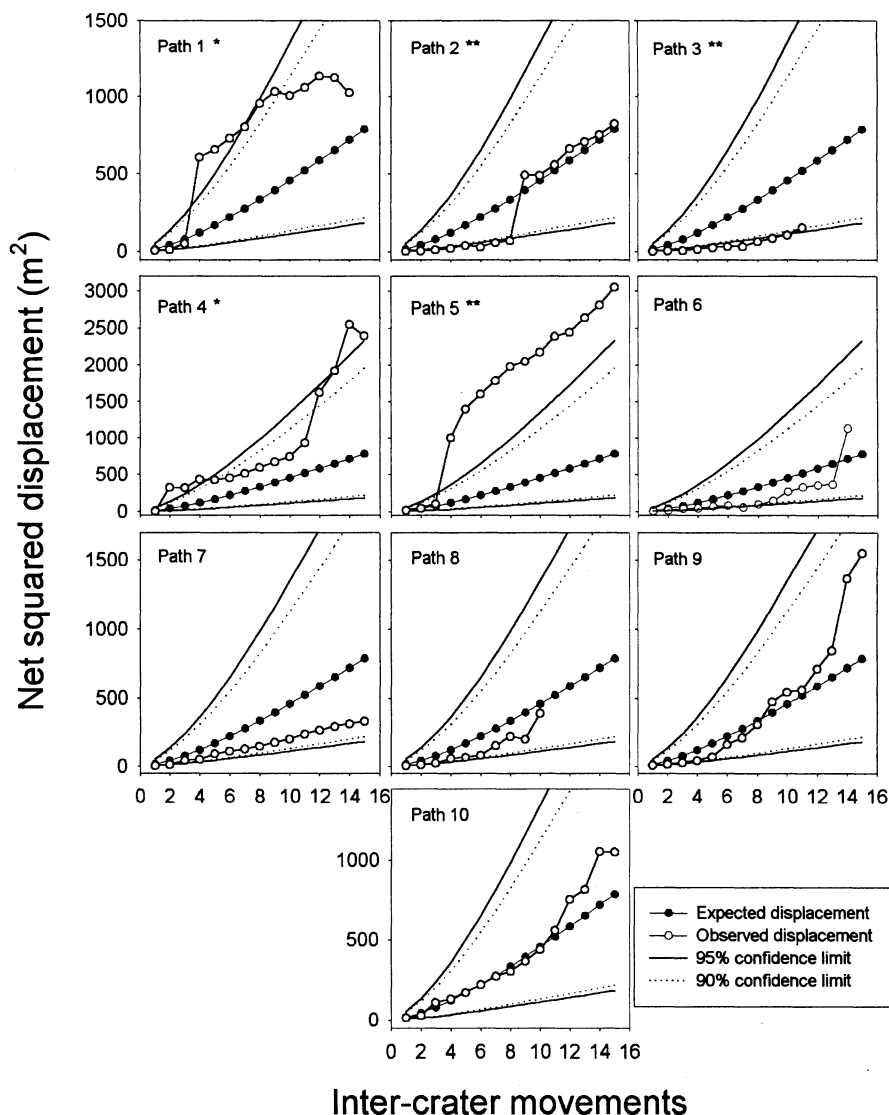 Net squared displacement (m²)
1500
1000
500
0
Path 1 *
Path 2 **
Path 3 **
3000
2500
2000
1500
1000
500
0
Path 4 *
Path 5 **
Path 6
1500
1000
500
0
Path 7
Path 8
Path 9
0 2 4 6 8 10 12 14 16
1000
500
0
Path 10
0 2 4 6 8 10 12 14 16
0 2 4 6 8 10 12 14 16
0 2 4 6 8 10 12 14 16
Expected displacement
Observed displacement
95% confidence limit
90% confidence limit
Inter-crater movements